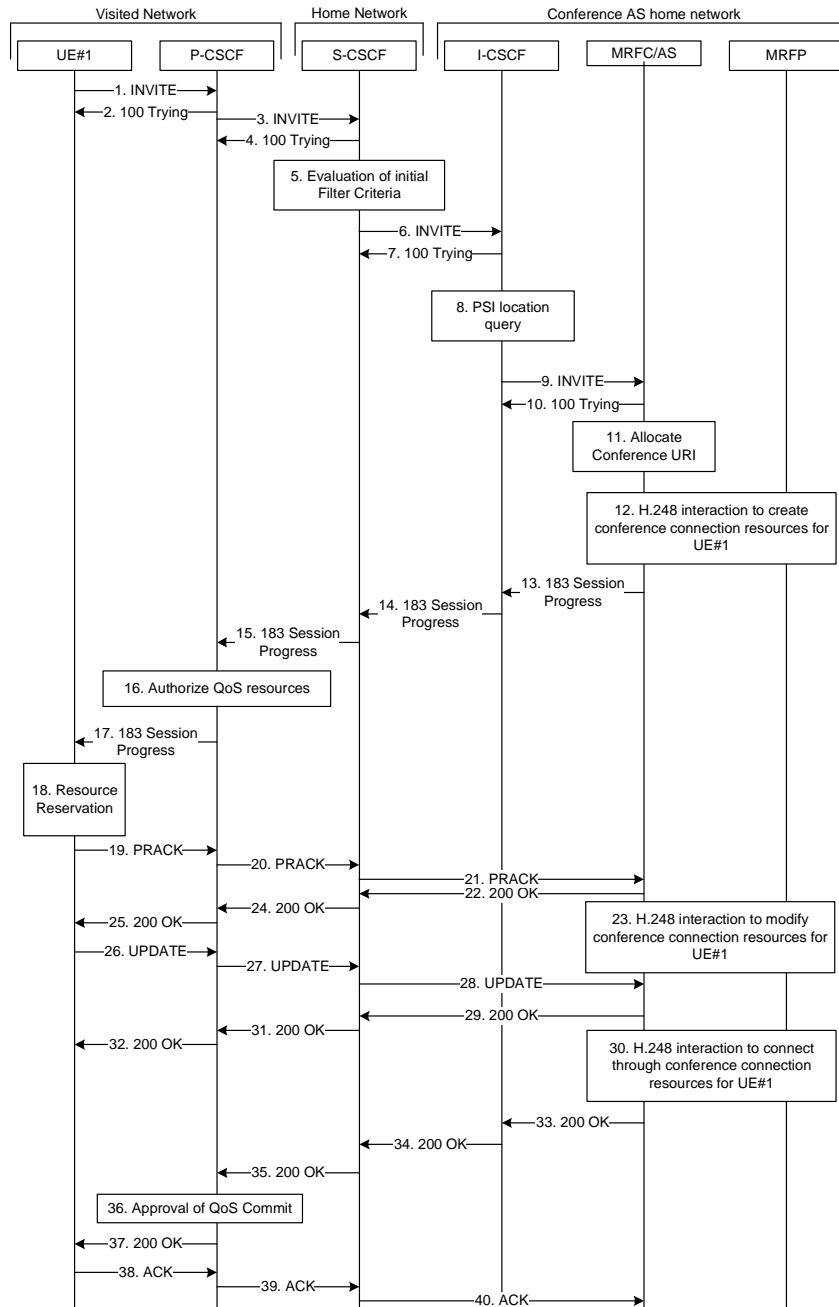 Visited Network
Home Network
Conference AS home network
UE#1
P-CSCF
S-CSCF
I-CSCF
MRFC/AS
MRFP
1. INVITE
2. 100 Trying
3. INVITE
4. 100 Trying
5. Evaluation of initial
Filter Criteria
6. INVITE
7. 100 Trying
8. PSI location
query
9. INVITE
10. 100 Trying
11. Allocate
Conference URI
12. H.248 interaction to create
conference connection resources for
UE#1
13. 183 Session
Progress
14. 183 Session
Progress
15. 183 Session
Progress
16. Authorize QoS resources
17. 183 Session
Progress
18. Resource
Reservation
19. PRACK
20. PRACK
21. PRACK
22. 200 OK
23. H.248 interaction to modify
conference connection resources for
UE#1
24. 200 OK
25. 200 OK
26. UPDATE
27. UPDATE
28. UPDATE
29. 200 OK
30. H.248 interaction to connect
through conference connection
resources for UE#1
31. 200 OK
32. 200 OK
33. 200 OK
34. 200 OK
35. 200 OK
36. Approval of QoS Commit
37. 200 OK
38. ACK
39. ACK
40. ACK